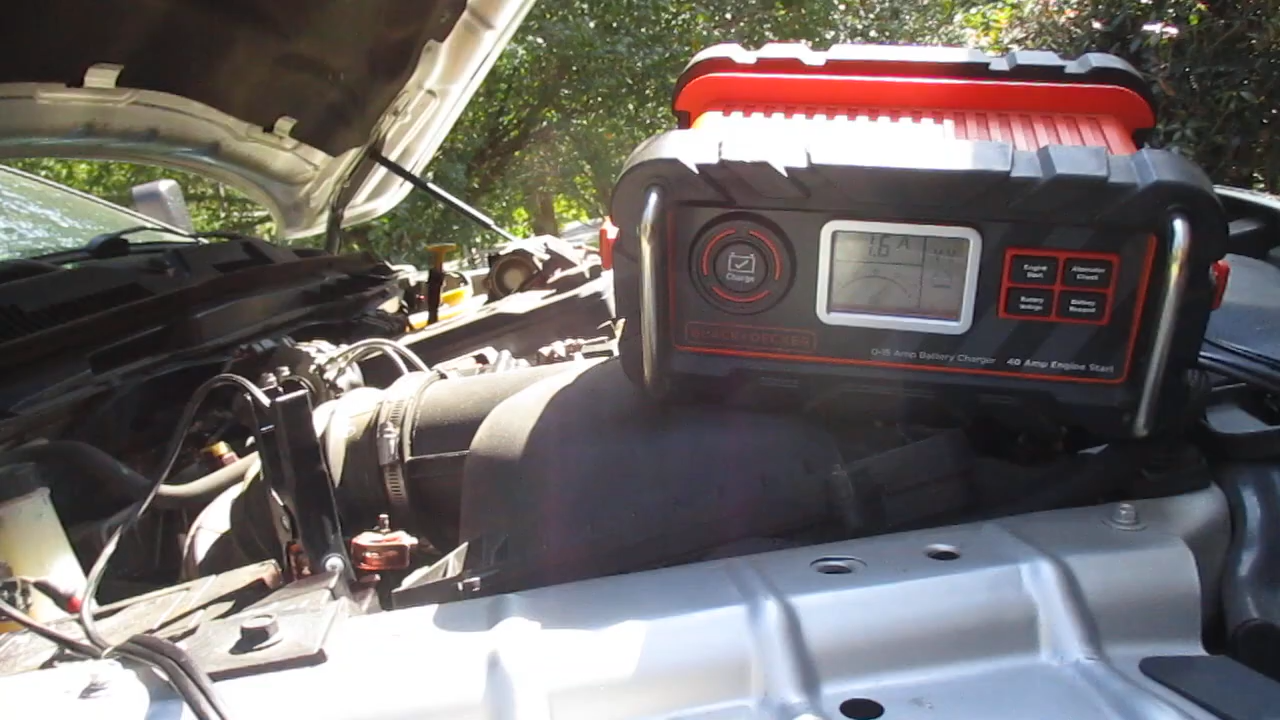 1.6 A
Charge
Engine Start
Alternator Check
Battery Voltage
Battery Recond
BLACK+DECKER
0-15 Amp Battery Charger 40 Amp Engine Start